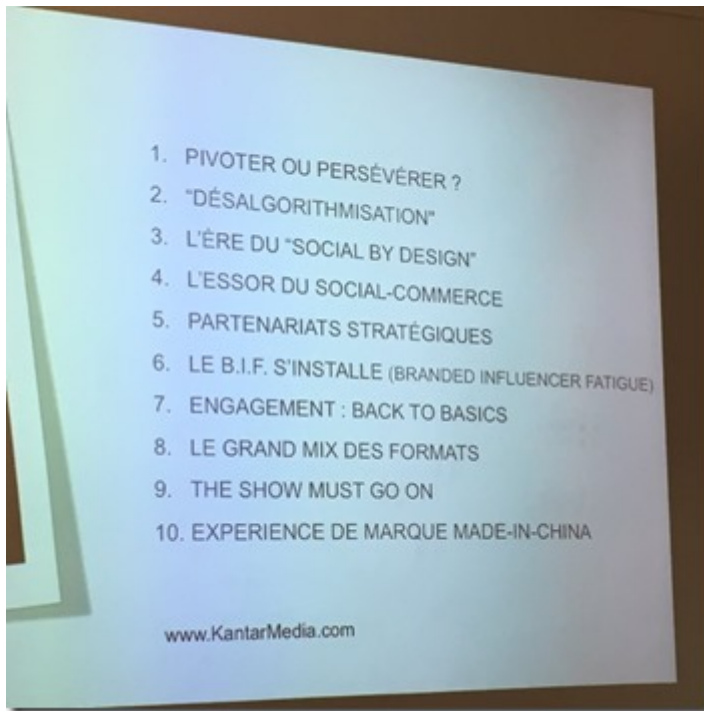 1. PIVOTER OU PERSÉVÉRER ?
2. "DÉSALGORITHMISATION"
3. L'ÈRE DU "SOCIAL BY DESIGN"
4. L'ESSOR DU SOCIAL-COMMERCE
5. PARTENARIATS STRATÉGIQUES
6. LE B.I.F. S'INSTALLE (BRANDED INFLUENCER FATIGUE)
7. ENGAGEMENT : BACK TO BASICS
8. LE GRAND MIX DES FORMATS
9. THE SHOW MUST GO ON
10. EXPERIENCE DE MARQUE MADE-IN-CHINA
www.KantarMedia.com